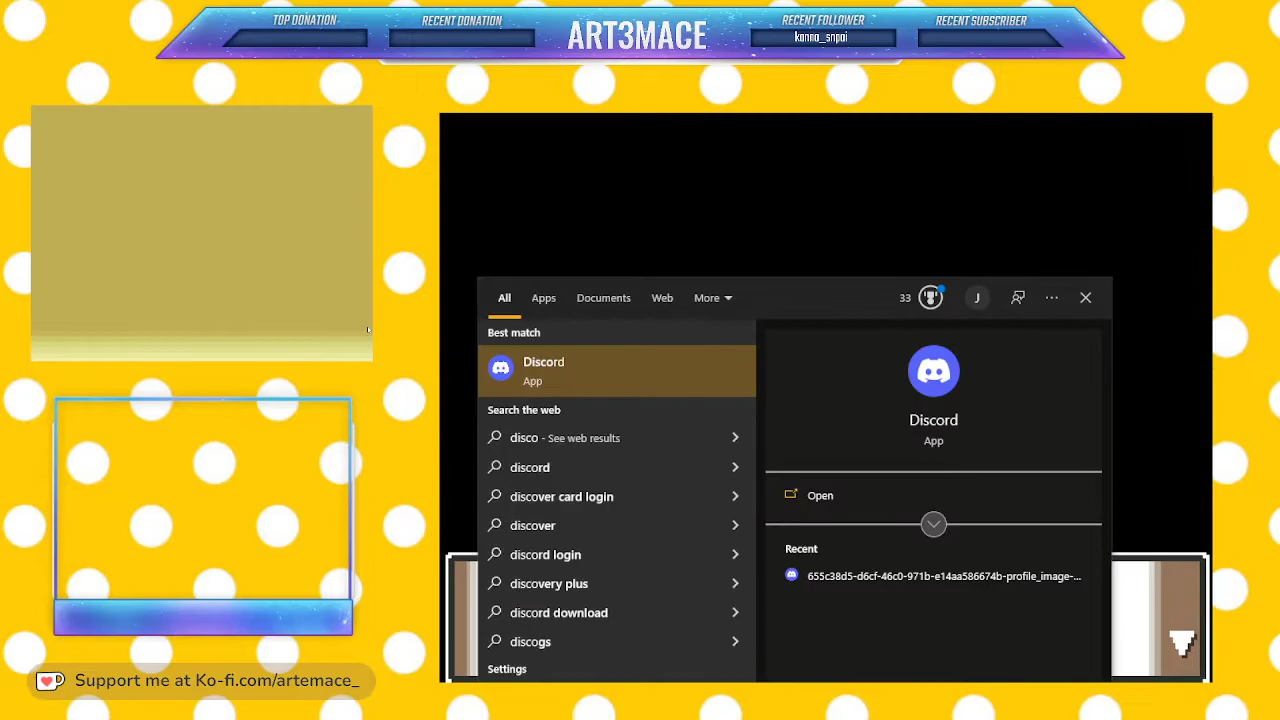 TOP DONATION
RECENT DONATION
ART3MACE
RECENT FOLLOWER
RECENT SUBSCRIBER
kanna_snpai
All
Apps
Documents
Web
More
33
J
Best match
Discord
App
Search the web
disco - See web results
discord
discover card login
discover
discord login
discovery plus
discord download
discogs
Settings
Discord
App
Open
Recent
655c38d5-d6cf-46c0-971b-e14aa586674b-profile_image-...
Support me at Ko-fi.com/artemace_